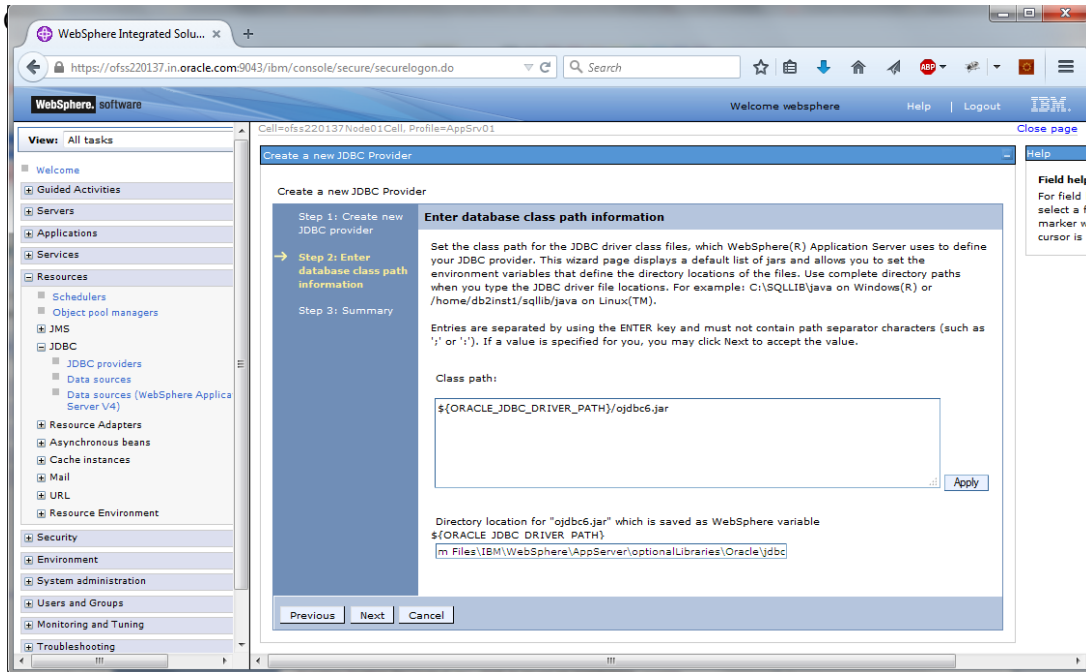 (
WebSphere Integrated Solu... × +
https://ofss220137.in.oracle.com:9043/ibm/console/secure/securelogon.do
Search
ABP
WebSphere. software
Welcome websphere
Help | Logout
IBM.
View: All tasks
Welcome
Guided Activities
Servers
Applications
Services
Resources
Schedulers
Object pool managers
JMS
JDBC
JDBC providers
Data sources
Data sources (WebSphere Applica
Server V4)
Resource Adapters
Asynchronous beans
Cache instances
Mail
URL
Resource Environment
Security
Environment
System administration
Users and Groups
Monitoring and Tuning
Troubleshooting
Cell=ofss220137Node01Cell, Profile=AppSrv01
Close page
Create a new JDBC Provider
Create a new JDBC Provider
Step 1: Create new
JDBC provider
Step 2: Enter
database class path
information
Step 3: Summary
Enter database class path information
Set the class path for the JDBC driver class files, which WebSphere(R) Application Server uses to define
your JDBC provider. This wizard page displays a default list of jars and allows you to set the
environment variables that define the directory locations of the files. Use complete directory paths
when you type the JDBC driver file locations. For example: C:\SQLLIB\java on Windows(R) or
/home/db2inst1/sqllib/java on Linux(TM).
Entries are separated by using the ENTER key and must not contain path separator characters (such as
';' or ':'). If a value is specified for you, you may click Next to accept the value.
Class path:
${ORACLE_JDBC_DRIVER_PATH}/ojdbc6.jar
Apply
Directory location for "ojdbc6.jar" which is saved as WebSphere variable
${ORACLE_JDBC_DRIVER_PATH}
m Files\IBM\WebSphere\AppServer\optionalLibraries\Oracle\jdbc
Previous Next Cancel
Help
Field help
For field
select a f
marker w
cursor is